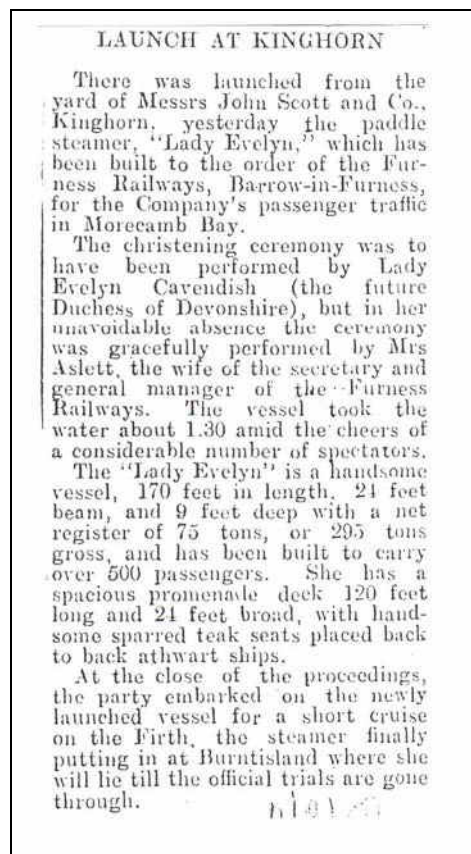 LAUNCH AT KINGHORN
There was launched from the
yard of Messrs John Scott and Co.,
Kinghorn, yesterday the paddle
steamer, "Lady Evelyn," which has
been built to the order of the Fur-
ness Railways, Barrow-in-Furness,
for the Company's passenger traffic
in Morecamb Bay.
The christening ceremony was to
have been performed by Lady
Evelyn Cavendish (the future
Duchess of Devonshire), but in her
unavoidable absence the ceremony
was gracefully performed by Mrs
Aslett, the wife of the secretary and
general manager of the Furness
Railways. The vessel took the
water about 1.30 amid the cheers of
a considerable number of spectators.
The "Lady Evelyn" is a handsome
vessel, 170 feet in length, 24 feet
beam, and 9 feet deep with a net
register of 75 tons, or 295 tons
gross, and has been built to carry
over 500 passengers. She has a
spacious promenade deck 120 feet
long and 24 feet broad, with hand-
some sparred teak seats placed back
to back athwart ships.
At the close of the proceedings,
the party embarked on the newly
launched vessel for a short cruise
on the Firth, the steamer finally
putting in at Burntisland where she
will lie till the official trials are gone
through.